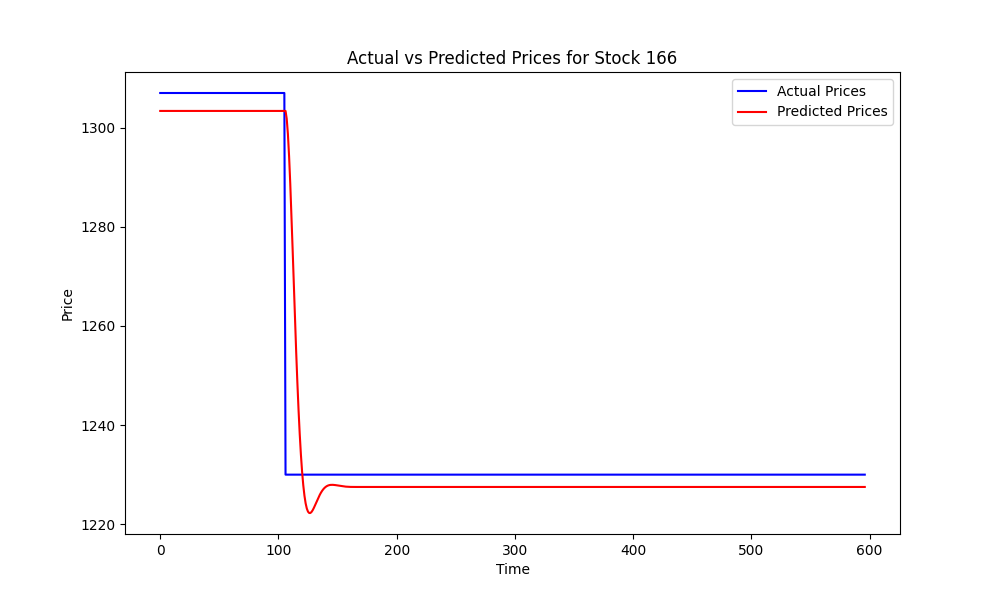 Actual vs Predicted Prices for Stock 166
Actual Prices
Predicted Prices
1300
1280
1260
1240
1220
Price
0 100 200 300 400 500 600
Time